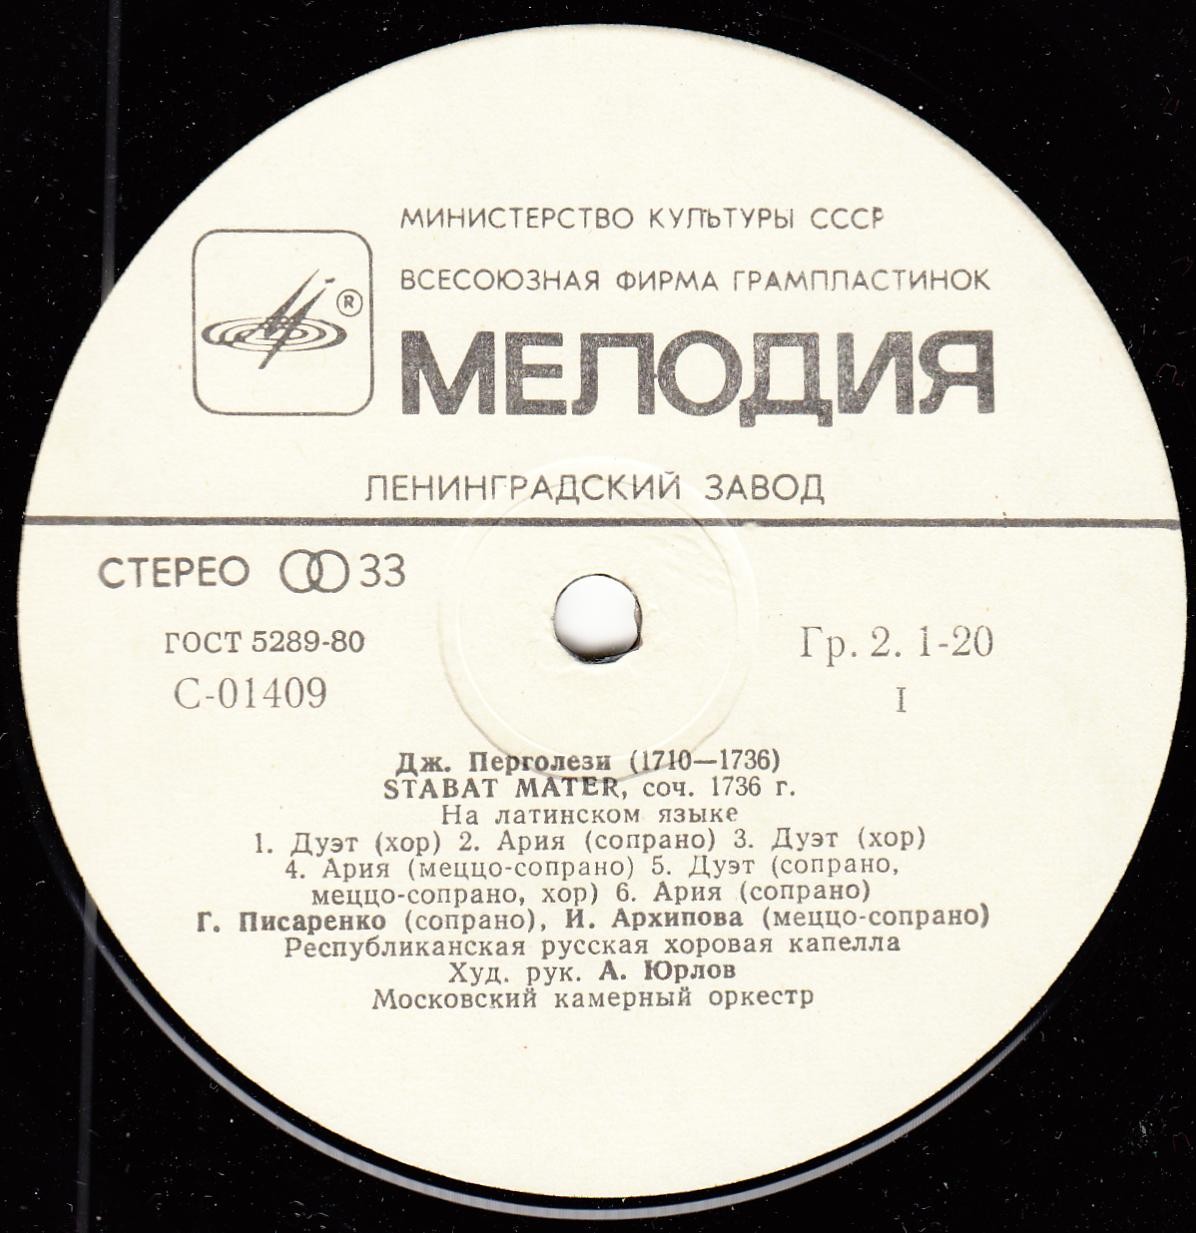 МИНИСТЕРСТВО КУЛЬТУРЫ СССР
ВСЕСОЮЗНАЯ ФИРМА ГРАМПЛАСТИНОК
®
МЕЛОДИЯ
ЛЕНИНГРАДСКИЙ ЗАВОД
СТЕРЕО 33
ГОСТ 5289-80
Гр. 2. 1-20
С-01409
I
Дж. Перголези (1710—1736)
STABAT MATER, соч. 1736 г.
На латинском языке
1. Дуэт (хор) 2. Ария (сопрано) 3. Дуэт (хор)
4. Ария (меццо-сопрано) 5. Дуэт (сопрано,
меццо-сопрано, хор) 6. Ария (сопрано)
Г. Писаренко (сопрано), И. Архипова (меццо-сопрано)
Республиканская русская хоровая капелла
Худ. рук. А. Юрлов
Московский камерный оркестр